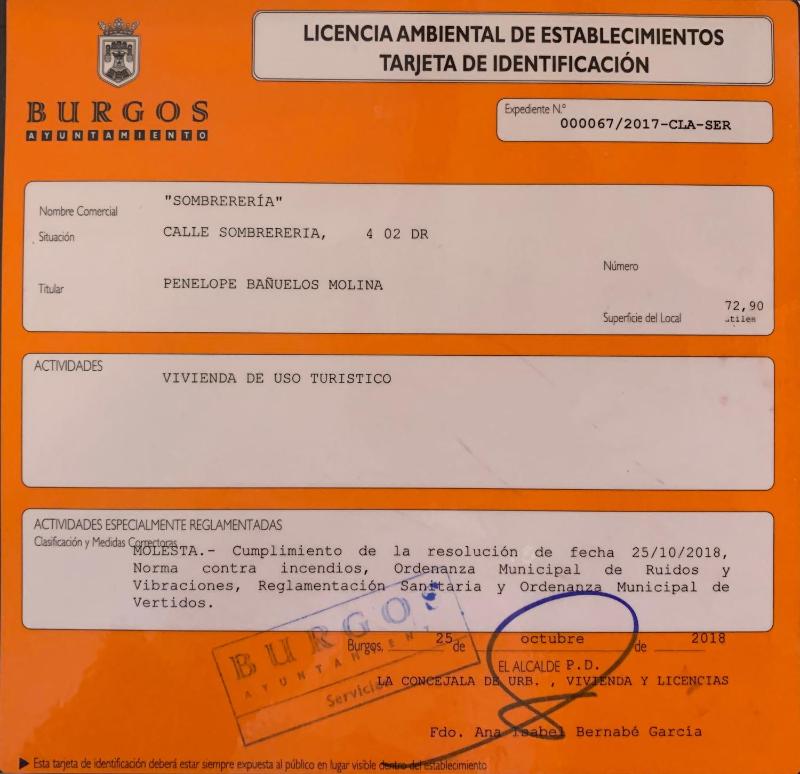 LICENCIA AMBIENTAL DE ESTABLECIMIENTOS
TARJETA DE IDENTIFICACIÓN
BURGOS
AYUNTAMIENTO
Expediente N.º
000067/2017-CLA-SER
Nombre Comercial "SOMBRERERÍA"
Situación CALLE SOMBRERERIA, 4 02 DR
Número
Titular PENELOPE BAÑUELOS MOLINA
Superficie del Local 72,90
útiles
ACTIVIDADES
VIVIENDA DE USO TURISTICO
ACTIVIDADES ESPECIALMENTE REGLAMENTADAS
Clasificación y Medidas Correctoras
MOLESTA.- Cumplimiento de la resolución de fecha 25/10/2018,
Norma contra incendios, Ordenanza Municipal de Ruidos y
Vibraciones, Reglamentación Sanitaria y Ordenanza Municipal de
Vertidos.
BURGOS
AYUNTAMIENTO
Burgos, 25 de octubre de 2018
EL ALCALDE P.D.
LA CONCEJALA DE URB. , VIVIENDA Y LICENCIAS
Fdo. Ana Isabel Bernabé García
Esta tarjeta de identificación deberá estar siempre expuesta al público en lugar visible dentro del establecimiento